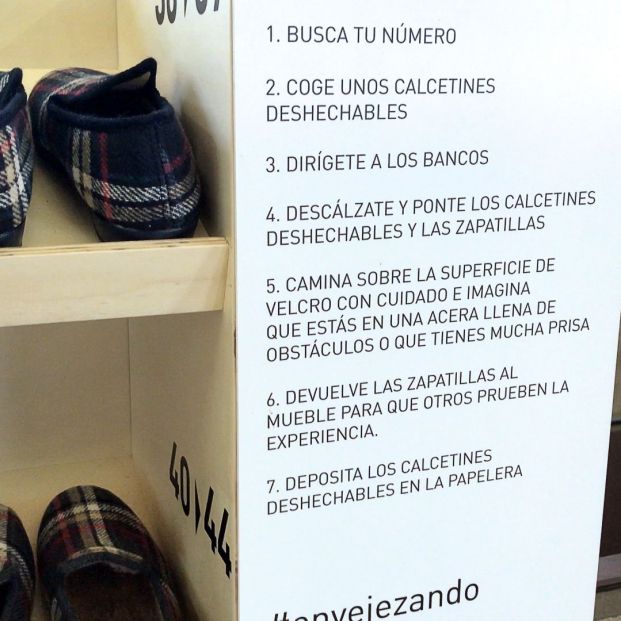 1. BUSCA TU NÚMERO
2. COGE UNOS CALCETINES
DESHECHABLES
3. DIRÍGETE A LOS BANCOS
4. DESCÁLZATE Y PONTE LOS CALCETINES
DESHECHABLES Y LAS ZAPATILLAS
5. CAMINA SOBRE LA SUPERFICIE DE
VELCRO CON CUIDADO E IMAGINA
QUE ESTÁS EN UNA ACERA LLENA DE
OBSTÁCULOS O QUE TIENES MUCHA PRISA
6. DEVUELVE LAS ZAPATILLAS AL
MUEBLE PARA QUE OTROS PRUEBEN LA
EXPERIENCIA.
7. DEPOSITA LOS CALCETINES
DESHECHABLES EN LA PAPELERA
#envejezando
40 44